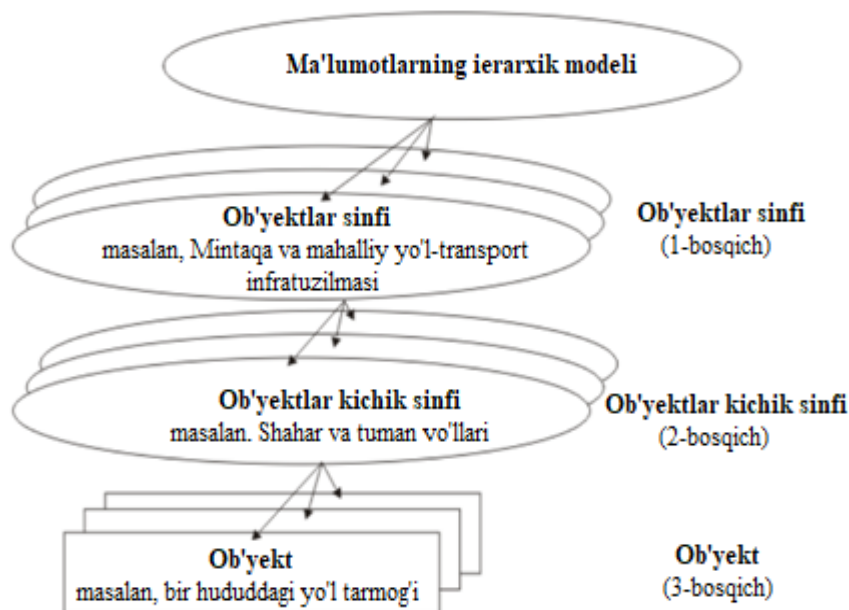 Ma'lumotlarning ierarxik modeli
Ob'yektlar sinfi
masalan, Mintaqa va mahalliy yo'l-transport
infratuzilmasi
Ob'yektlar sinfi
(1-bosqich)
Ob'yektlar kichik sinfi
masalan. Shahar va tuman vo'llari
Ob'yektlar kichik sinfi
(2-bosqich)
Ob'yekt
masalan, bir hududdagi yo'l tarmog'i
Ob'yekt
(3-bosqich)